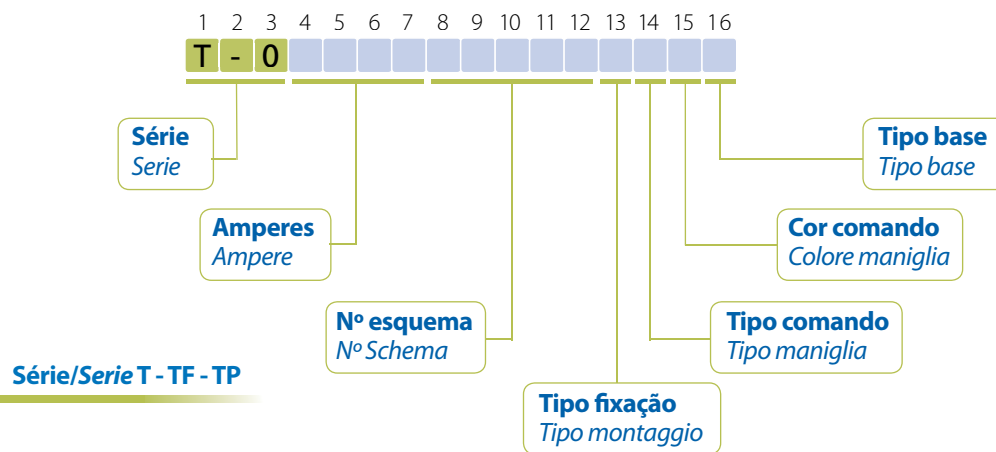 1 2 3 4 5 6 7 8 9 10 11 12 13 14 15 16
T - 0
Série
Serie
Tipo base
Tipo base
Amperes
Ampere
Cor comando
Colore maniglia
Nº esquema
Nº Schema
Tipo comando
Tipo maniglia
Série/Serie T - TF - TP
Tipo fixação
Tipo montaggio